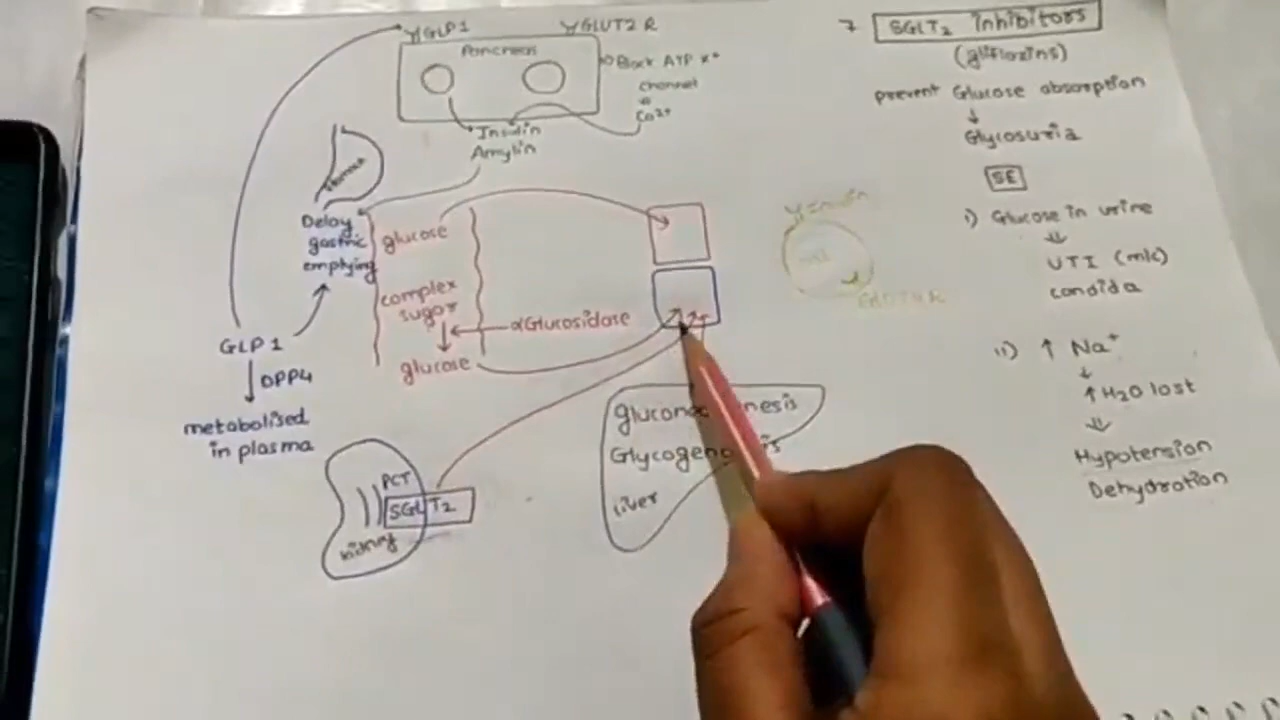 GLP1
GLUT2 R
Pancreas
Block ATP K+
channel
Ca2+
Insulin
Amylin
stomach
Delay
gastric
emptying
glucose
complex
sugar
αGlucosidase
glucose
GLP 1
DPP4
metabolised
in plasma
PCT
SGLT2
kidney
Liver
7 SGLT2 inhibitors
(gliflozins)
prevent Glucose absorption
Glycosuria
SE
i) Glucose in urine
UTI (m/c)
candida
ii) ↑ Na+
↑ H2O lost
Hypotension
Dehydration